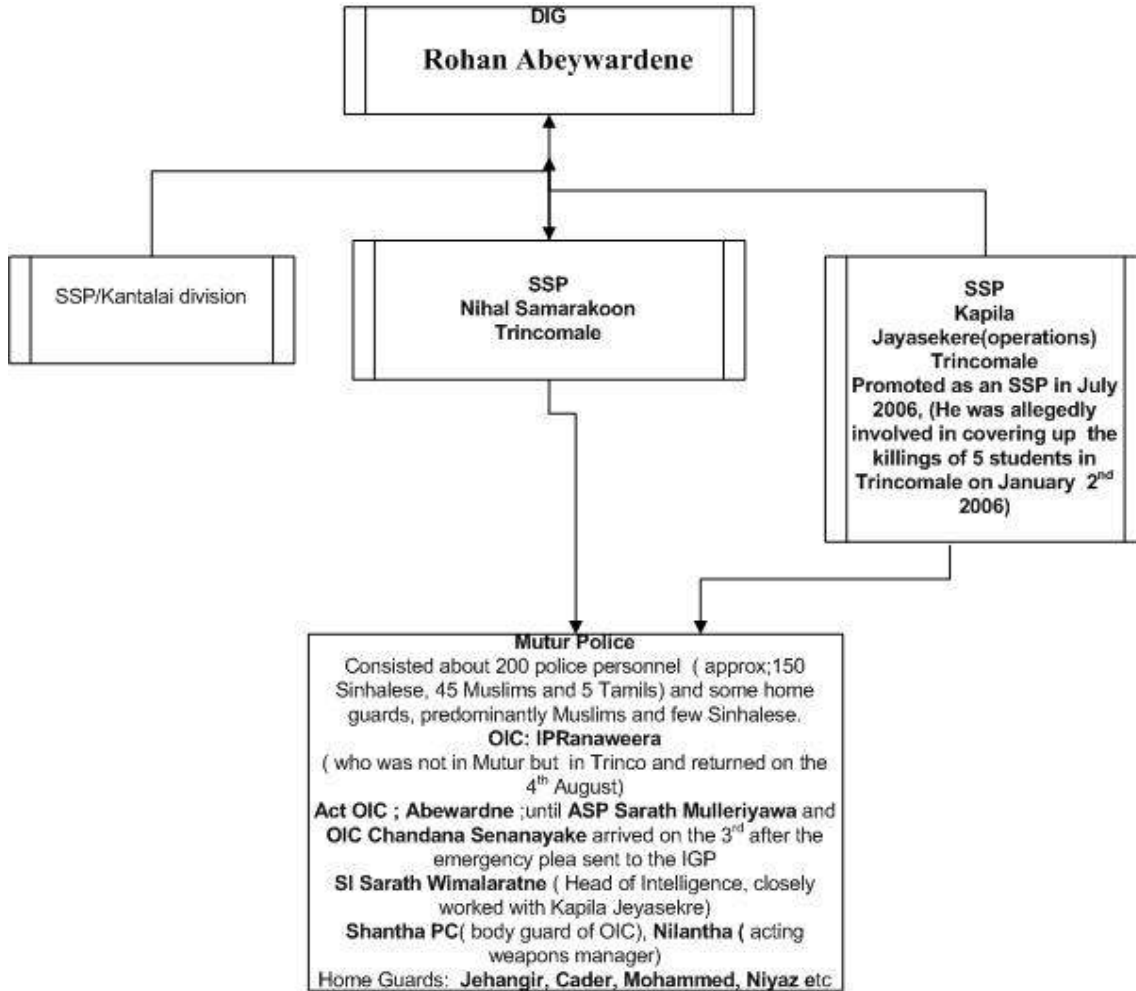 DIG
Rohan Abeywardene
SSP/Kantalai division
SSP
Nihal Samarakoon
Trincomale
SSP
Kapila
Jayasekere(operations)
Trincomale
Promoted as an SSP in July
2006, (He was allegedly
involved in covering up the
killings of 5 students in
Trincomale on January 2nd
2006)
Mutur Police
Consisted about 200 police personnel ( approx;150
Sinhalese, 45 Muslims and 5 Tamils) and some home
guards, predominantly Muslims and few Sinhalese.
OIC: IPRanaweera
( who was not in Mutur but in Trinco and returned on the
4th August)
Act OIC ; Abewardne ;until ASP Sarath Mulleriyawa and
OIC Chandana Senanayake arrived on the 3rd after the
emergency plea sent to the IGP
SI Sarath Wimalaratne ( Head of Intelligence, closely
worked with Kapila Jeyasekre)
Shantha PC( body guard of OIC), Nilantha ( acting
weapons manager)
Home Guards: Jehangir, Cader, Mohammed, Niyaz etc